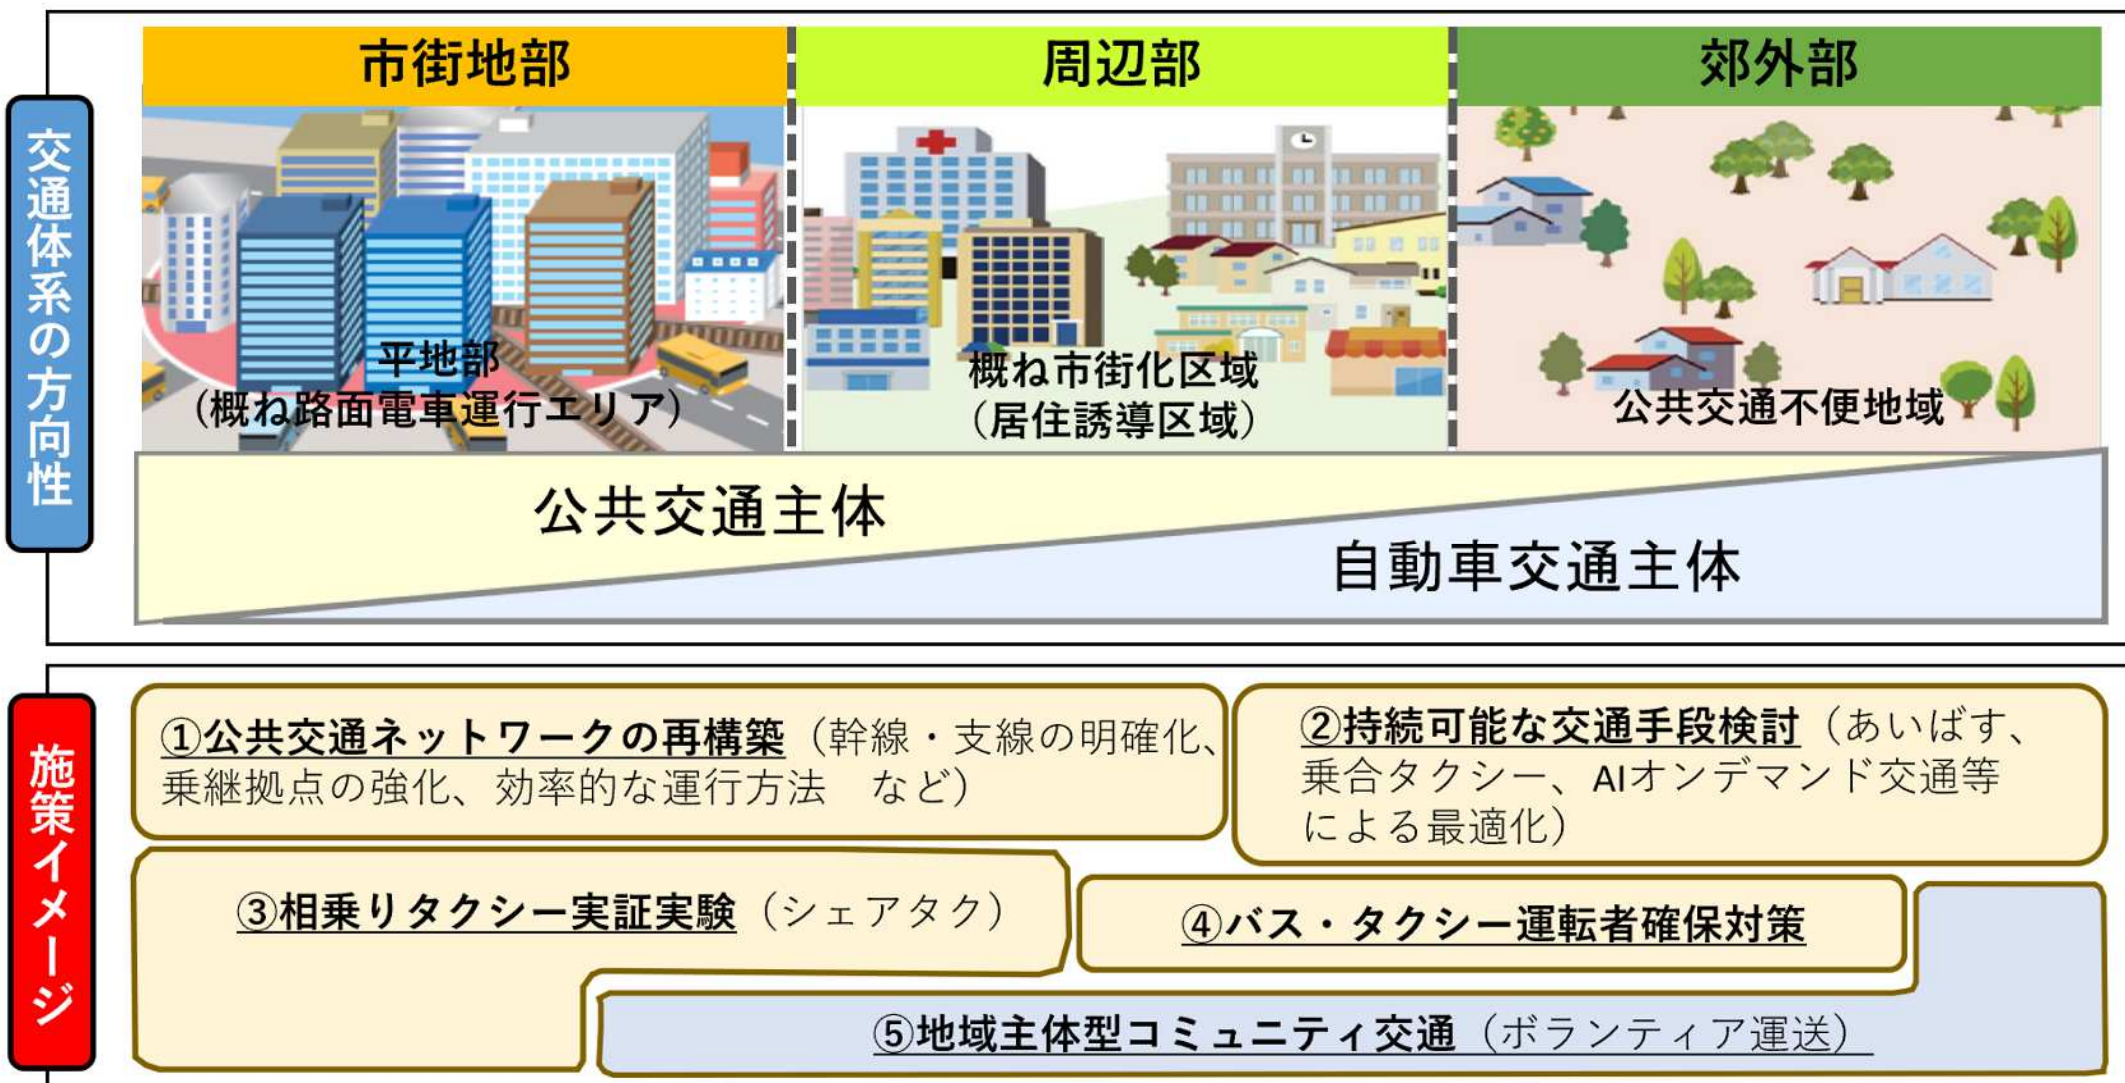 交通体系の方向性
市街地部
周辺部
郊外部
平地部
（概ね路面電車運行エリア）
概ね市街化区域
（居住誘導区域）
公共交通不便地域
公共交通主体
自動車交通主体
施策イメージ
①公共交通ネットワークの再構築（幹線・支線の明確化、
乗継拠点の強化、効率的な運行方法　など）
②持続可能な交通手段検討（あいばす、
乗合タクシー、AIオンデマンド交通等
による最適化）
③相乗りタクシー実証実験（シェアタク）
④バス・タクシー運転者確保対策
⑤地域主体型コミュニティ交通（ボランティア運送）